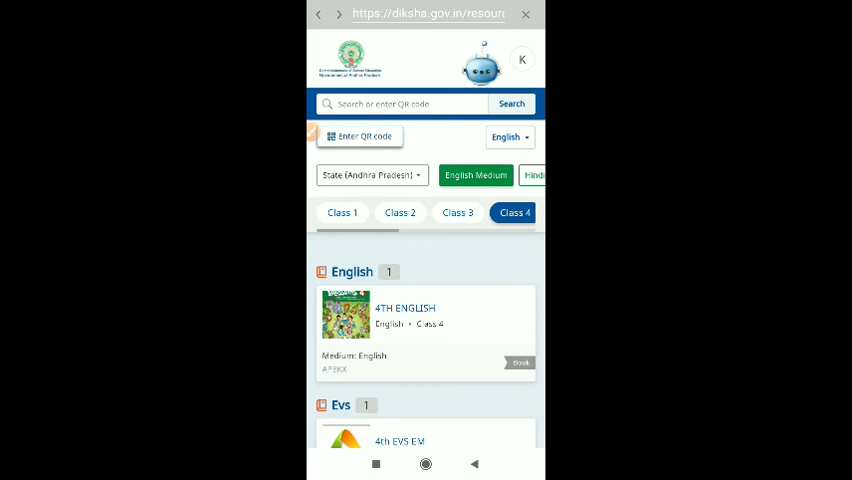 https://diksha.gov.in/resourc
K
Search or enter QR code
Search
Enter QR code
English
State (Andhra Pradesh)
English Medium
Hindi
Class 1
Class 2
Class 3
Class 4
English 1
4TH ENGLISH
English • Class 4
Medium: English
APEKX
Book
Evs 1
4th EVS EM